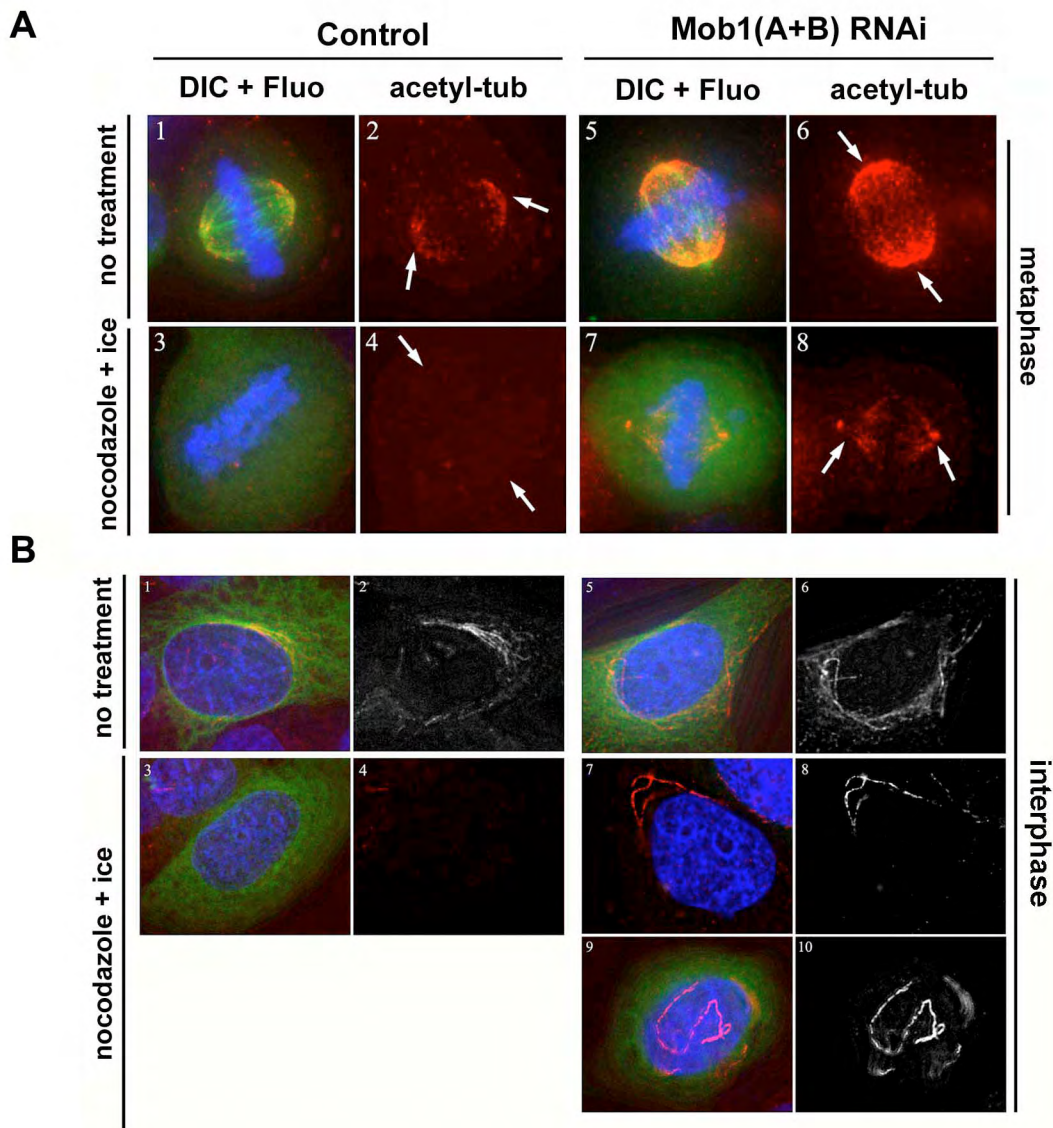 A
Control
Mob1(A+B) RNAi
DIC + Fluo
acetyl-tub
DIC + Fluo
acetyl-tub
no treatment
1
2
5
6
nocodazole + ice
3
4
7
8
metaphase
B
no treatment
1
2
5
6
nocodazole + ice
3
4
7
8
9
10
interphase